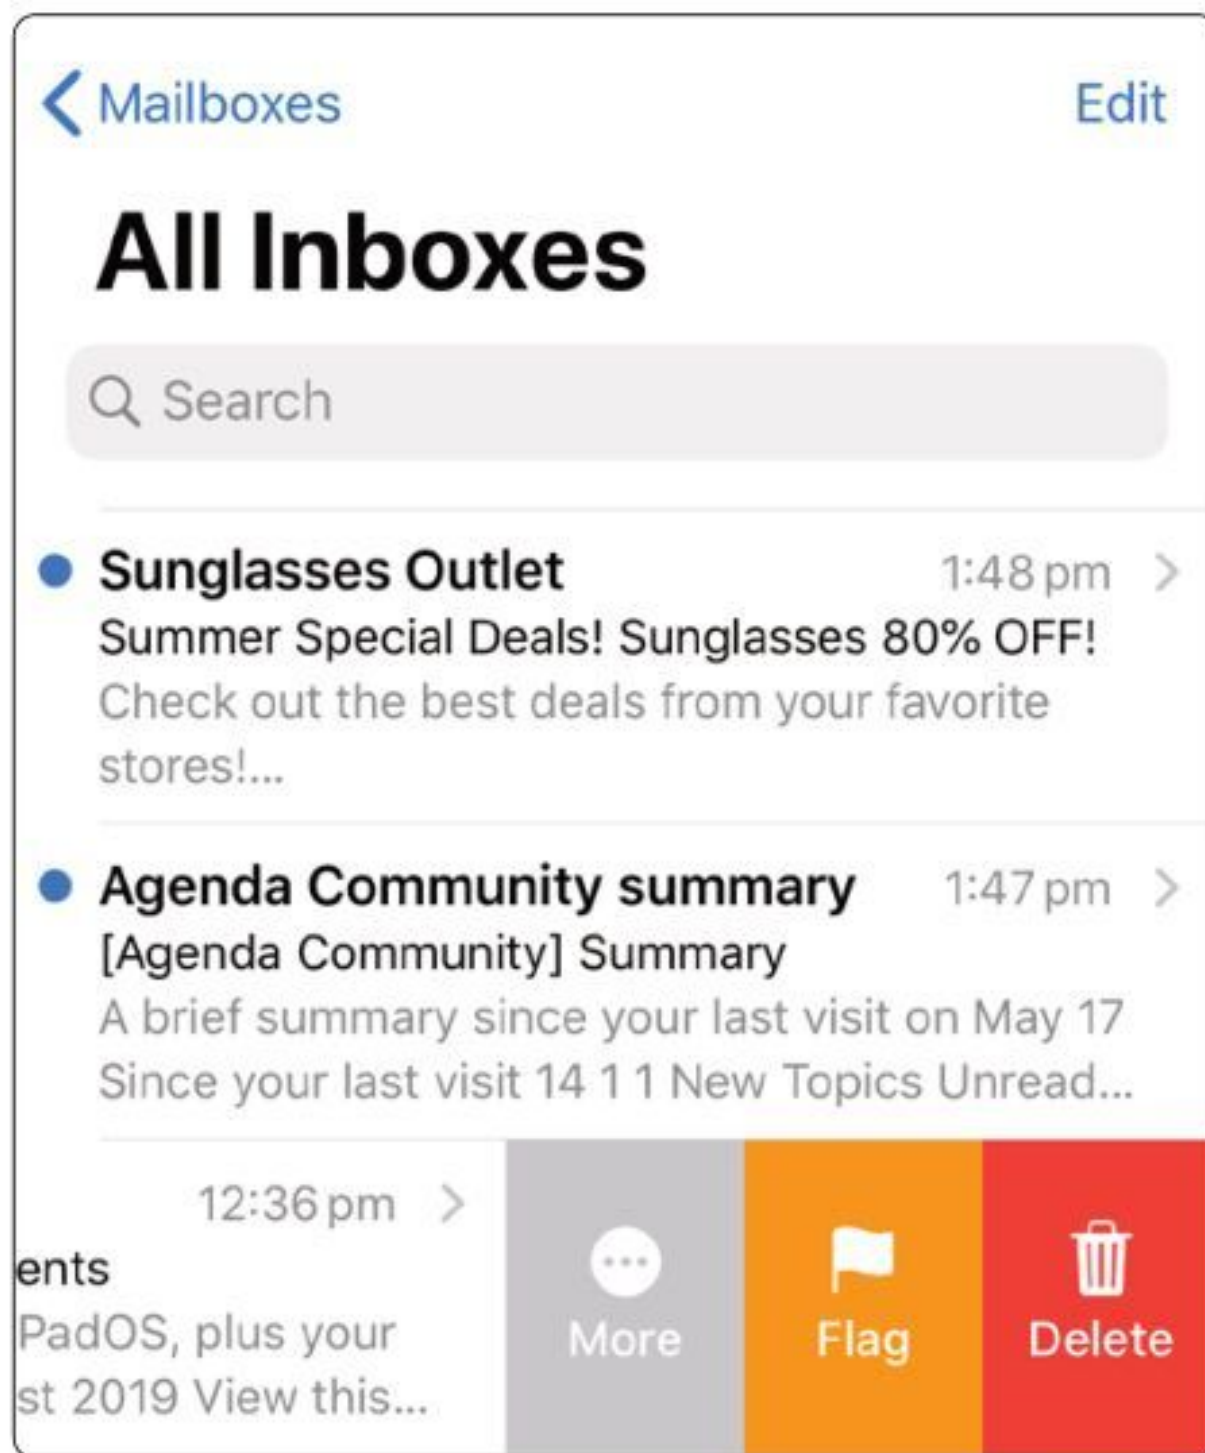 Mailboxes
Edit
All Inboxes
Search
Sunglasses Outlet 1:48 pm
Summer Special Deals! Sunglasses 80% OFF!
Check out the best deals from your favorite
stores!...
Agenda Community summary 1:47 pm
[Agenda Community] Summary
A brief summary since your last visit on May 17
Since your last visit 14 1 1 New Topics Unread...
12:36 pm
ents
PadOS, plus your
st 2019 View this...
More
Flag
Delete